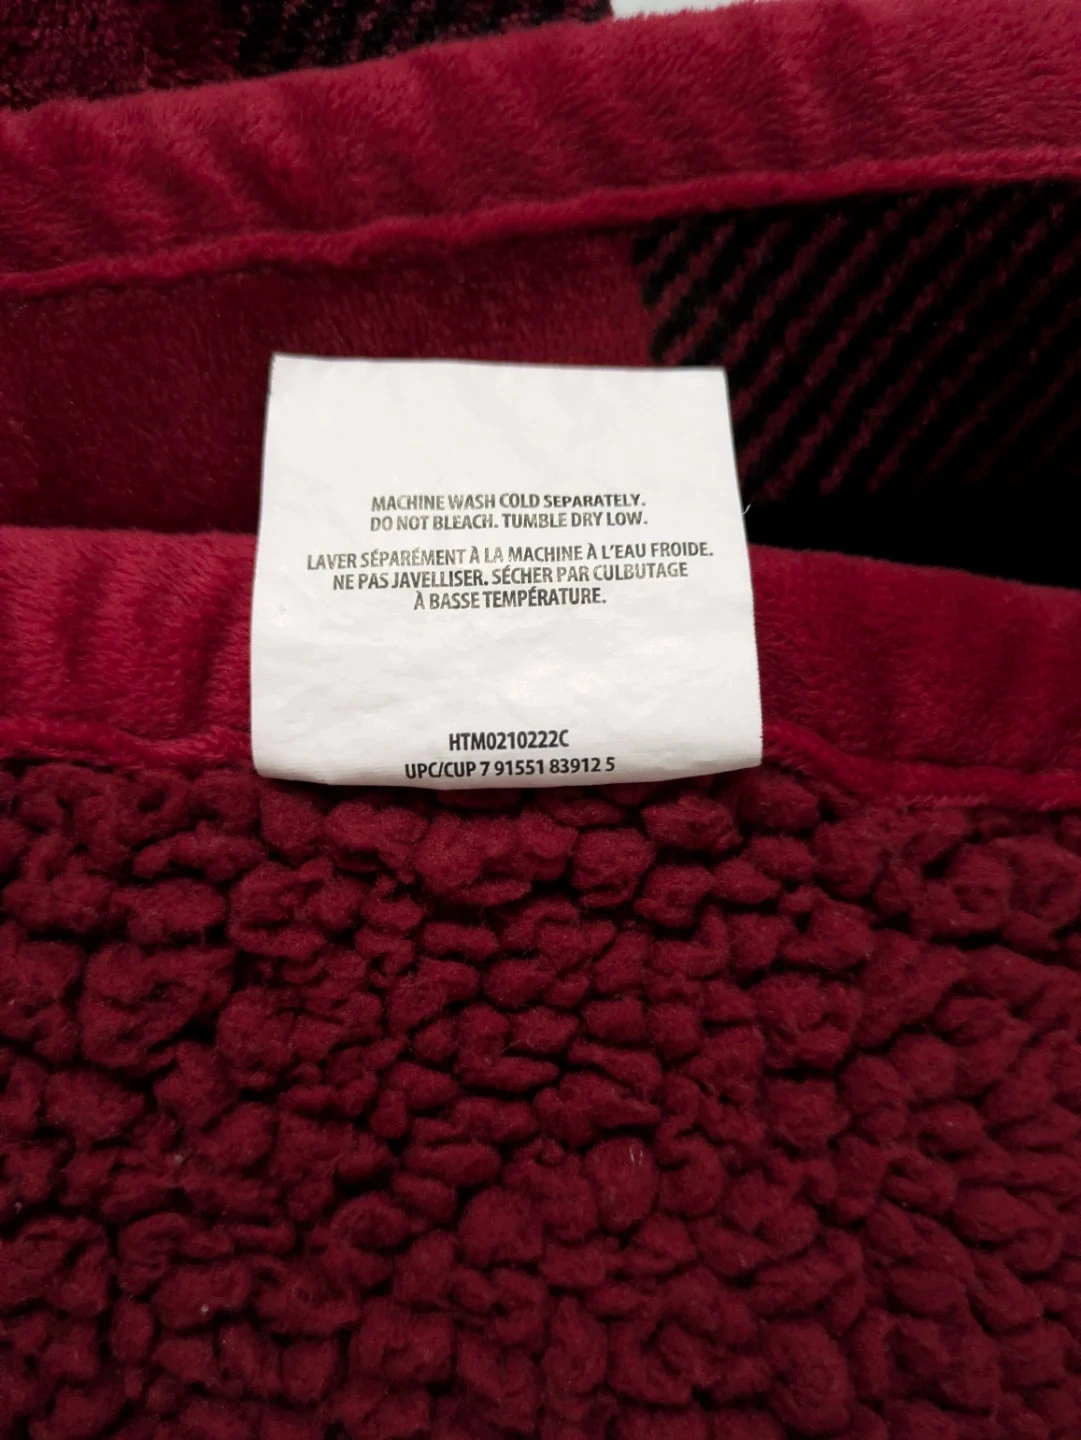 MACHINE WASH COLD SEPARATELY.
DO NOT BLEACH. TUMBLE DRY LOW.
LAVER SÉPARÉMENT À LA MACHINE À L'EAU FROIDE.
NE PAS JAVELLISER. SÉCHER PAR CULBUTAGE
À BASSE TEMPÉRATURE.
HTM0210222C
UPC/CUP 7 91551 83912 5